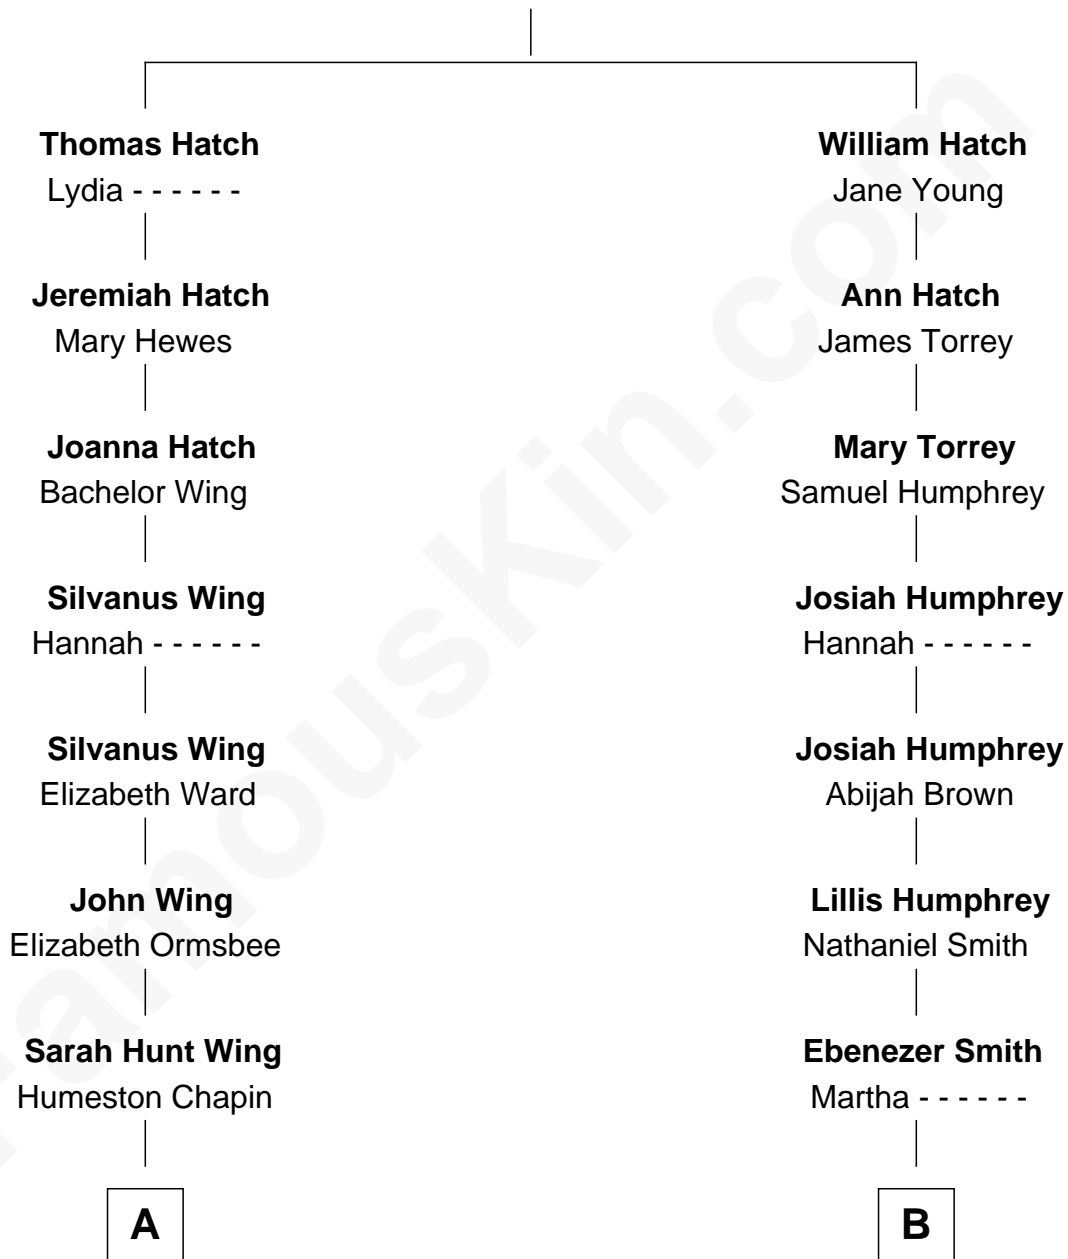 Thomas Hatch
Lydia - - - - - -
Jeremiah Hatch
Mary Hewes
Joanna Hatch
Bachelor Wing
Silvanus Wing
Hannah - - - - - -
Silvanus Wing
Elizabeth Ward
John Wing
Elizabeth Ormsbee
Sarah Hunt Wing
Humeston Chapin
A
William Hatch
Jane Young
Ann Hatch
James Torrey
Mary Torrey
Samuel Humphrey
Josiah Humphrey
Hannah - - - - - -
Josiah Humphrey
Abijah Brown
Lillis Humphrey
Nathaniel Smith
Ebenezer Smith
Martha - - - - - -
B
FamousKin.com